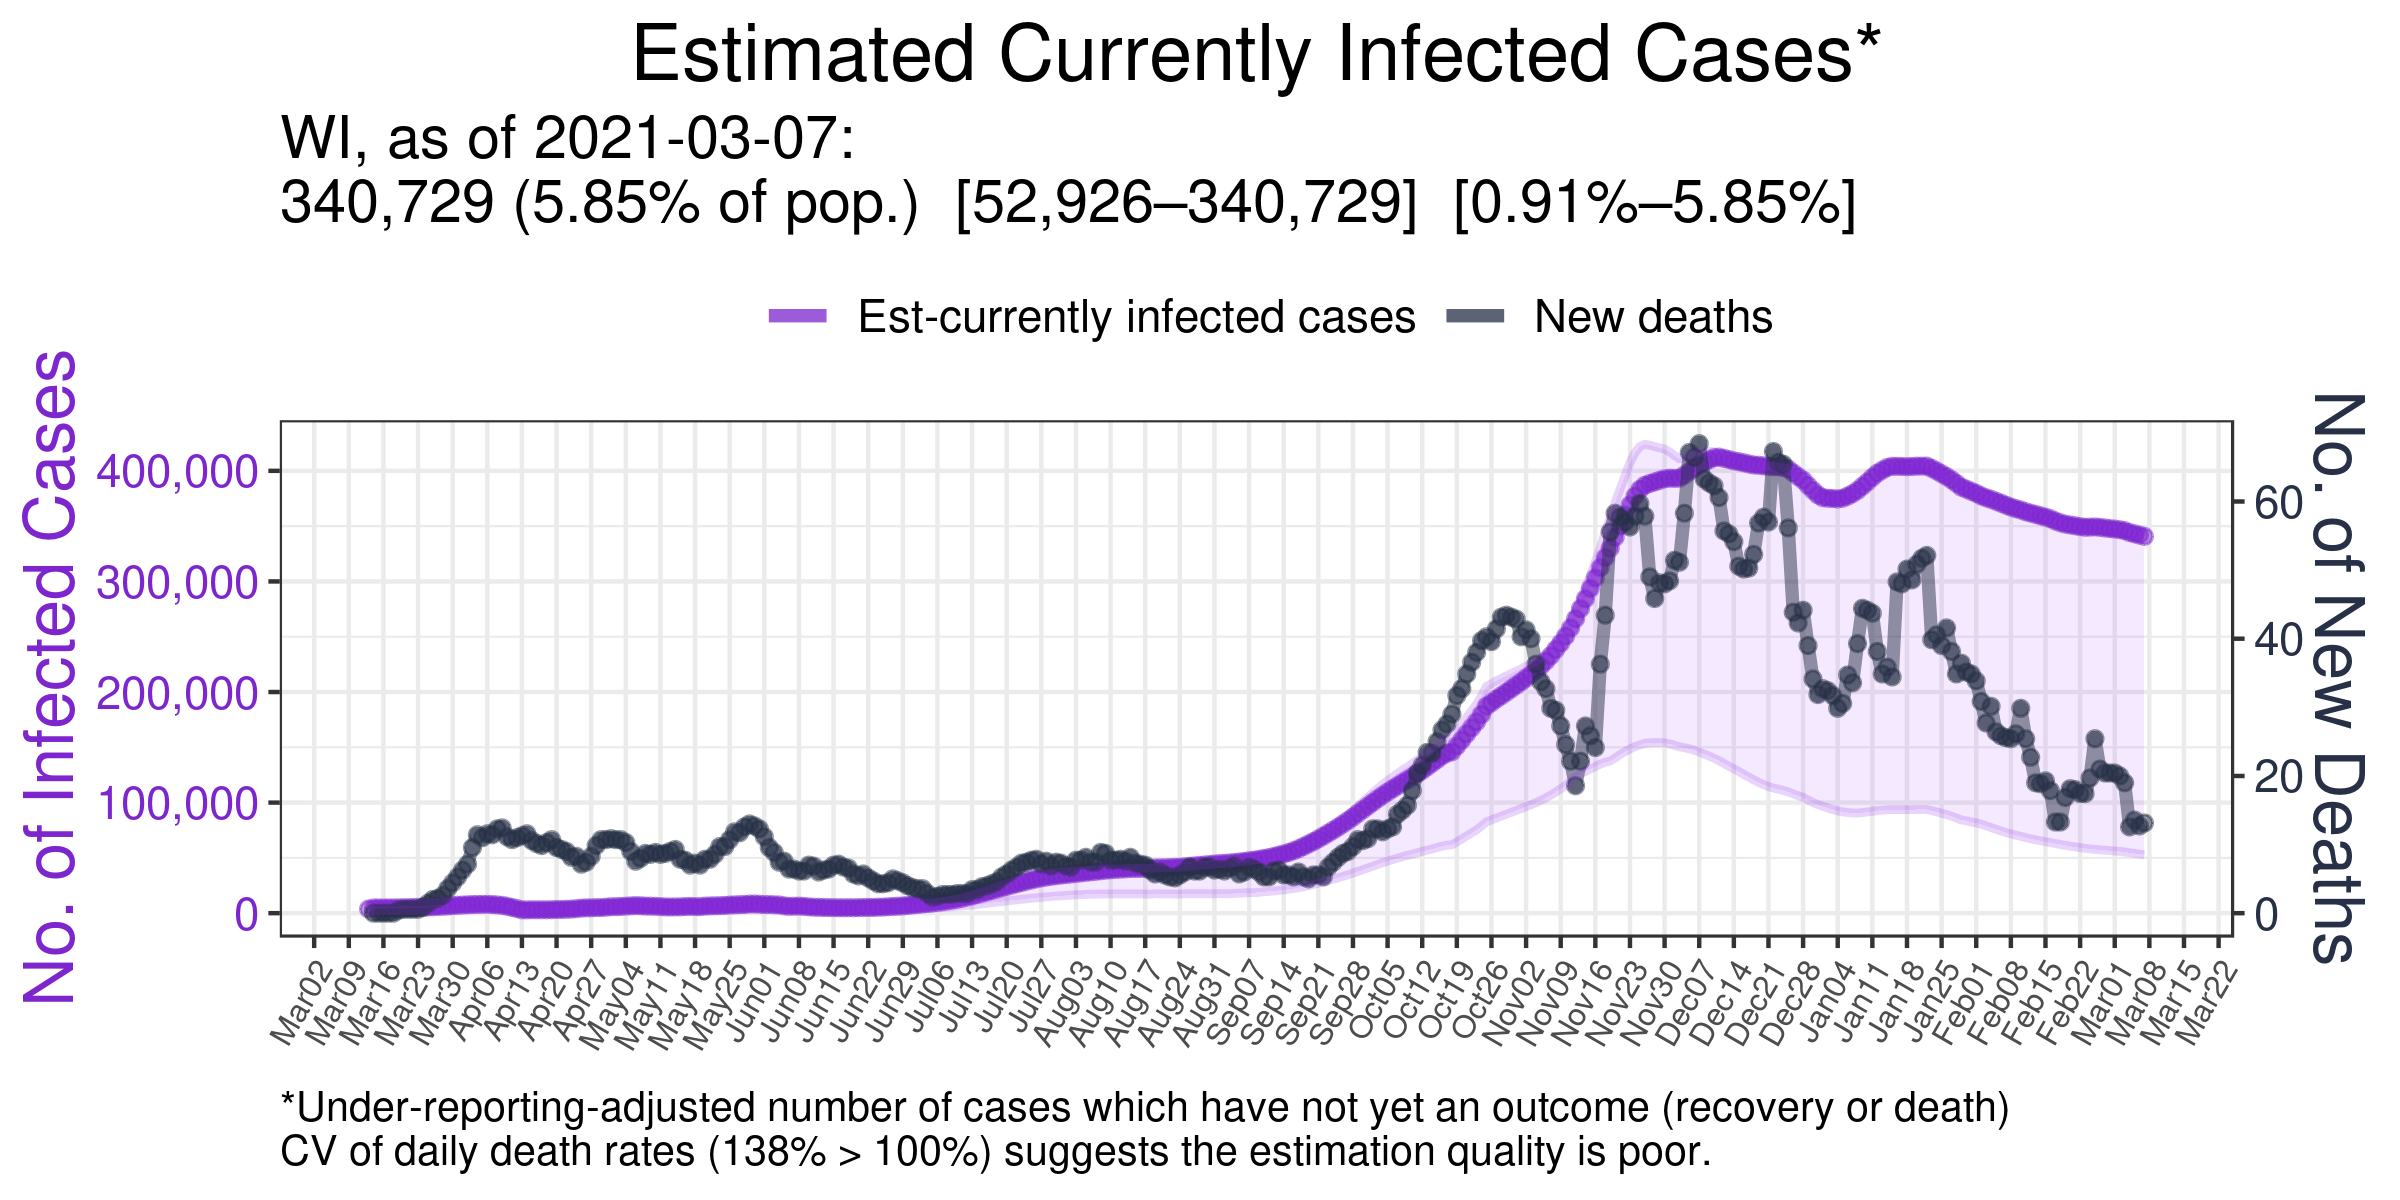 Estimated Currently Infected Cases*
WI, as of 2021-03-07:
340,729 (5.85% of pop.) [52,926–340,729] [0.91%–5.85%]
Est-currently infected cases
New deaths
No. of Infected Cases
400,000
300,000
200,000
100,000
0
60
40
20
0
No. of New Deaths
Mar02
Mar09
Mar16
Mar23
Mar30
Apr06
Apr13
Apr20
Apr27
May04
May11
May18
May25
Jun01
Jun08
Jun15
Jun22
Jun29
Jul06
Jul13
Jul20
Jul27
Aug03
Aug10
Aug17
Aug24
Aug31
Sep07
Sep14
Sep21
Sep28
Oct05
Oct12
Oct19
Oct26
Nov02
Nov09
Nov16
Nov23
Nov30
Dec07
Dec14
Dec21
Dec28
Jan04
Jan11
Jan18
Jan25
Feb01
Feb08
Feb15
Feb22
Mar01
Mar08
Mar15
Mar22
*Under-reporting-adjusted number of cases which have not yet an outcome (recovery or death)
CV of daily death rates (138% > 100%) suggests the estimation quality is poor.